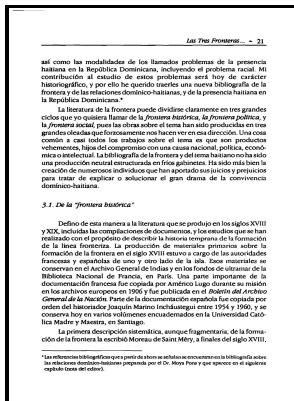 Las Tres Fronteras... – 21
así como las modalidades de los llamados problemas de la presencia
haitiana en la República Dominicana, incluyendo el problema racial. Mi
contribución al estudio de estos problemas será hoy de carácter
historiográfico, y por ello he querido traerles una nueva bibliografía de la
frontera y de las relaciones domínico-haitianas, y de la presencia haitiana en
la República Dominicana.*
La literatura de la frontera puede dividirse claramente en tres grandes
ciclos que yo quisiera llamar de la frontera histórica, la frontera política, y
la frontera social, pues las obras sobre el tema han sido producidas en tres
grandes oleadas que forzosamente nos hacen ver en esa dirección. Una cosa
común a casi todos los trabajos sobre el tema es que son productos
vehementes, hijos del compromiso con una causa nacional, política, econó-
mica o intelectual. La bibliografía de la frontera y del tema haitiano no ha sido
una producción neutral estructurada en fríos gabinetes. Ha sido más bien la
creación de numerosos individuos que han aportado sus juicios y prejuicios
para tratar de explicar o solucionar el gran drama de la convivencia
domínico-haitiana.
3.1. De la "frontera histórica"
Defino de esta manera a la literatura que se produjo en los siglos XVIII
y XIX, incluidas las compilaciones de documentos, y los estudios que se han
realizado con el propósito de describir la historia temprana de la formación
de la línea fronteriza. La producción de materiales primarios sobre la
formación de la frontera en el siglo XVIII estuvo a cargo de las autoridades
francesas y españolas de uno y otro lado de la isla. Esos materiales se
conservan en el Archivo General de Indias y en los fondos de ultramar de la
Biblioteca Nacional de Francia, en París. Una parte importante de la
documentación francesa fue copiada por Américo Lugo durante su misión
en los archivos europeos en 1906 y fue publicada en el Boletín del Archivo
General de la Nación. Parte de la documentación española fue copiada por
orden del historiador Joaquín Marino Incháustegui entre 1954 y 1960, y se
conserva hoy en varios volúmenes encuadernados en la Universidad Cató-
lica Madre y Maestra, en Santiago.
La primera descripción sistemática, aunque fragmentaria, de la forma-
ción de la frontera la escribió Moreau de Saint Méry, a finales del siglo XVIII,
* Las referencias bibliográficas que a partir de ahora se señalan se encuentran en la bibliografía sobre
las relaciones domínico-haitianas preparada por el Dr. Moya Pons y que aparece en el siguiente
capítulo (nota del editor).